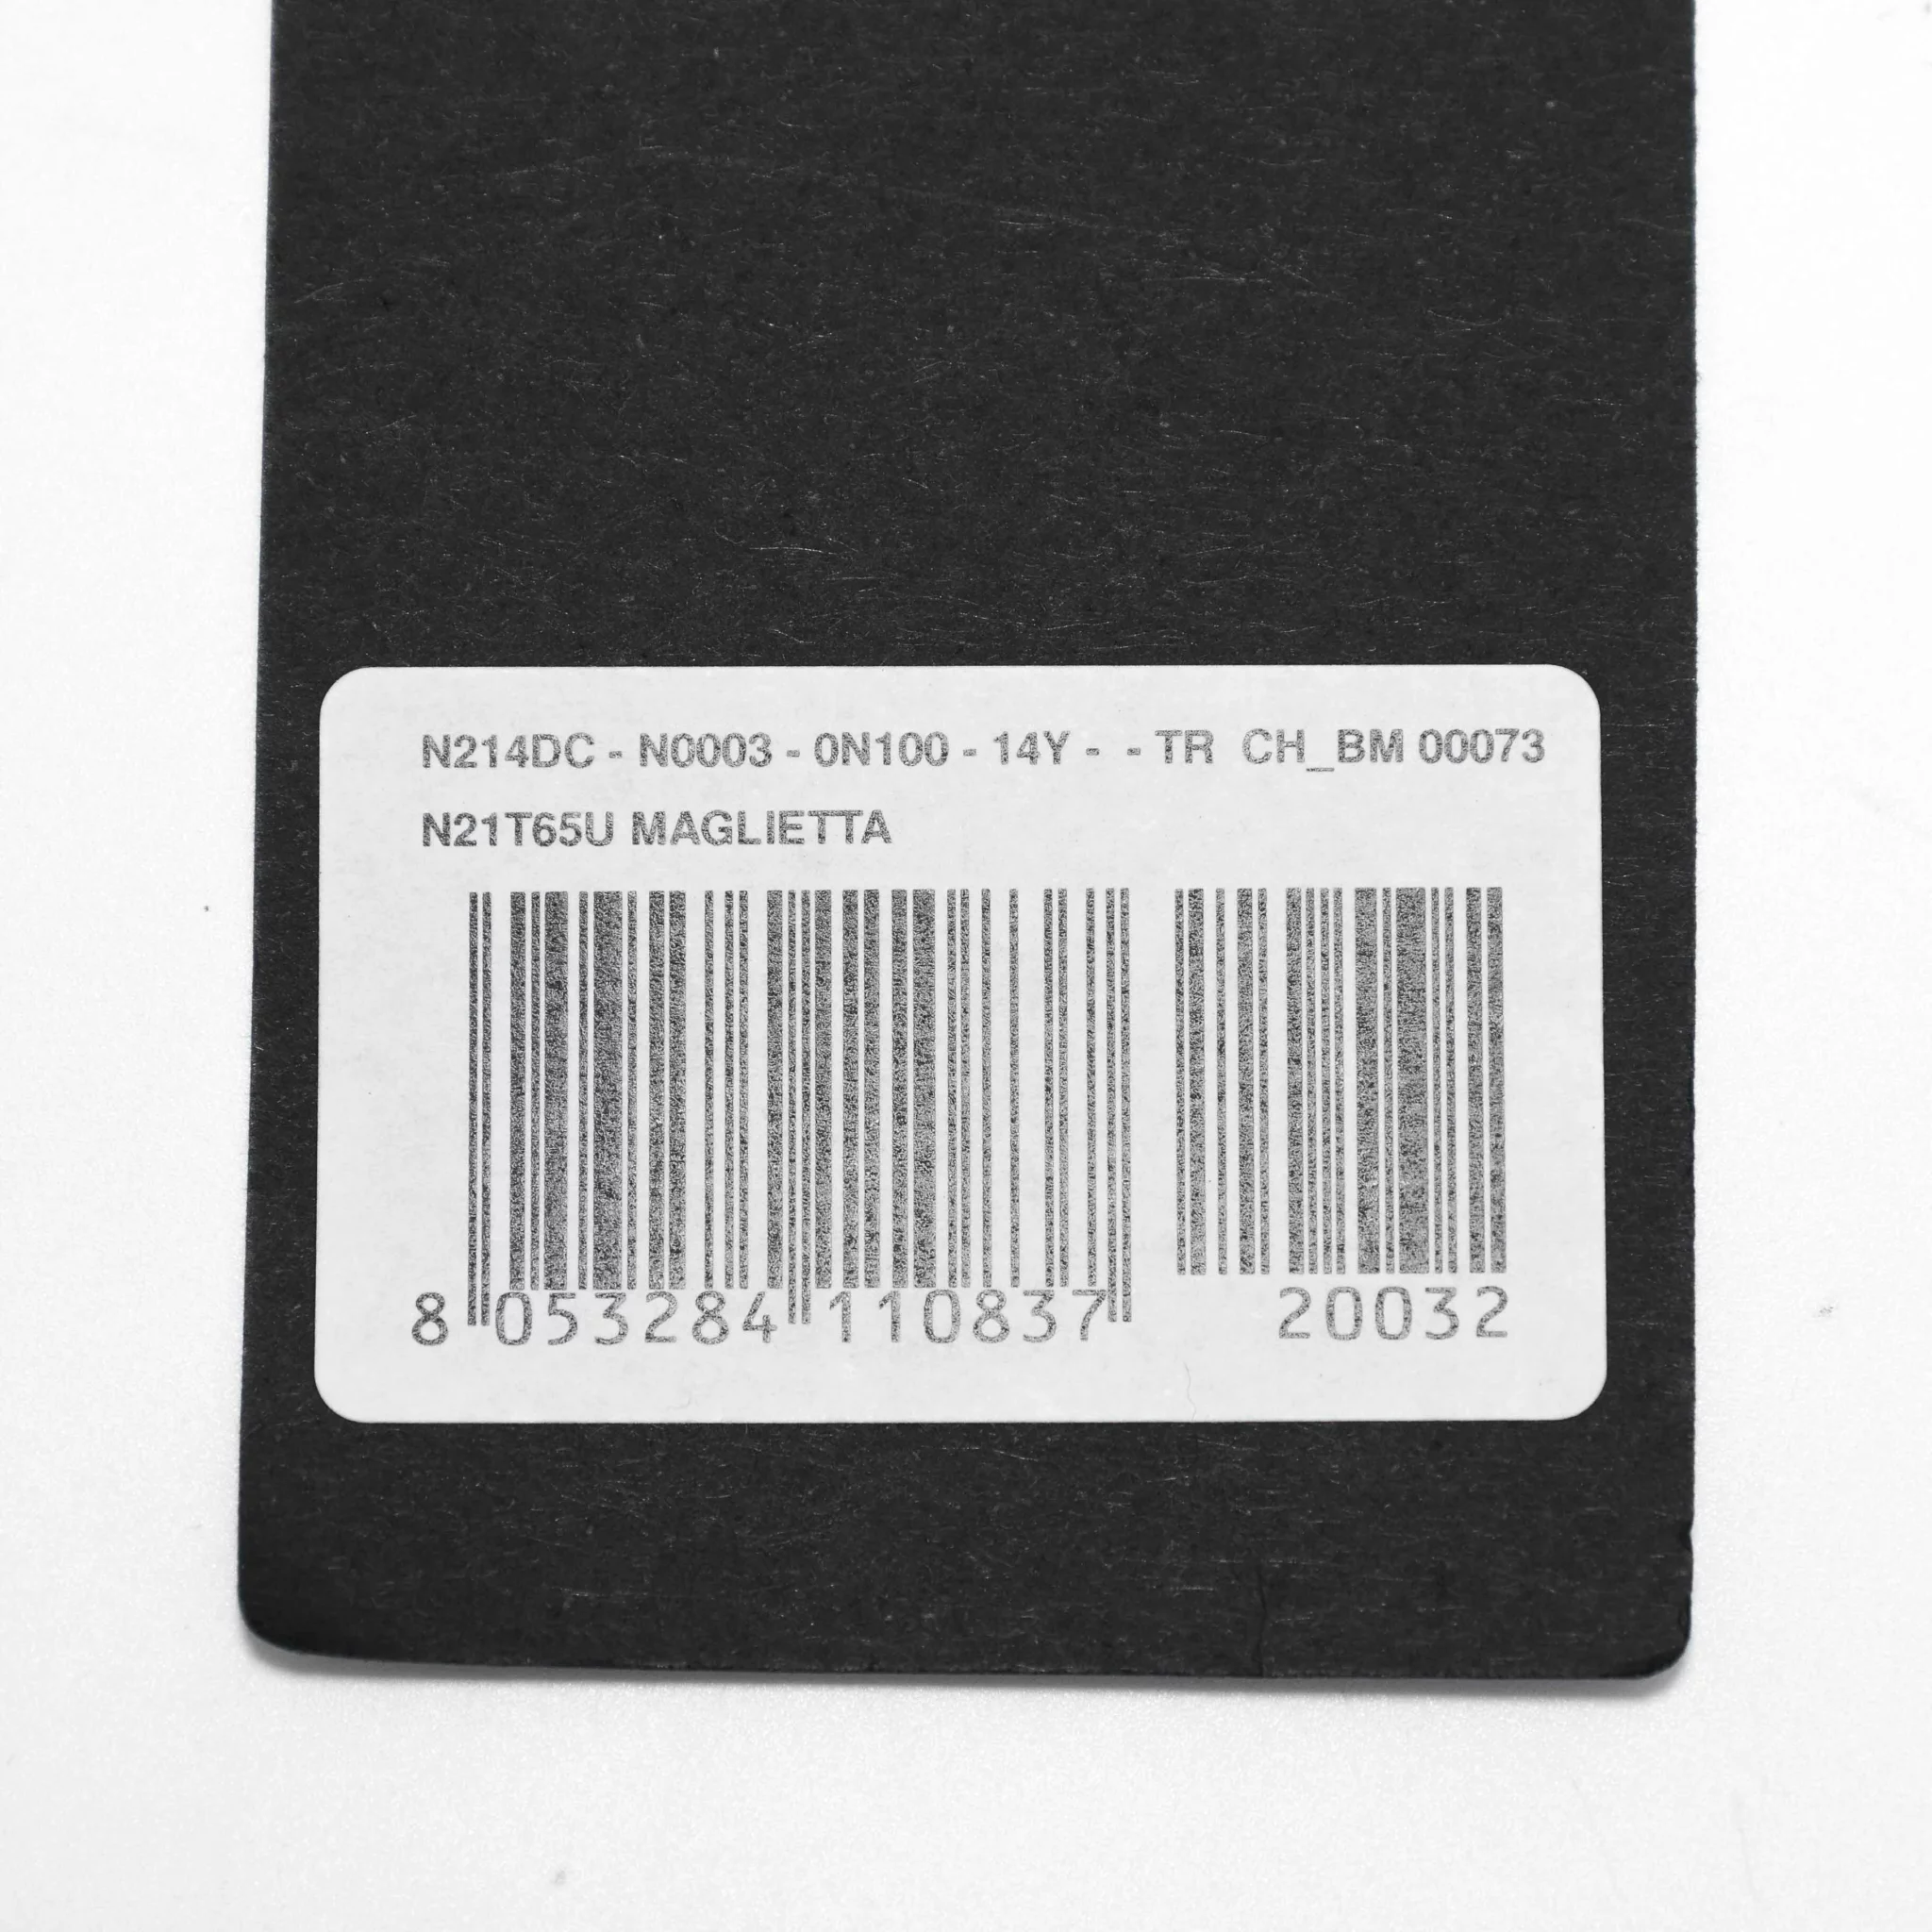 N214DC - N0003 - 0N100 - 14Y - - TR CH_BM 00073
N21T65U MAGLIETTA
8 053284 110837 20032